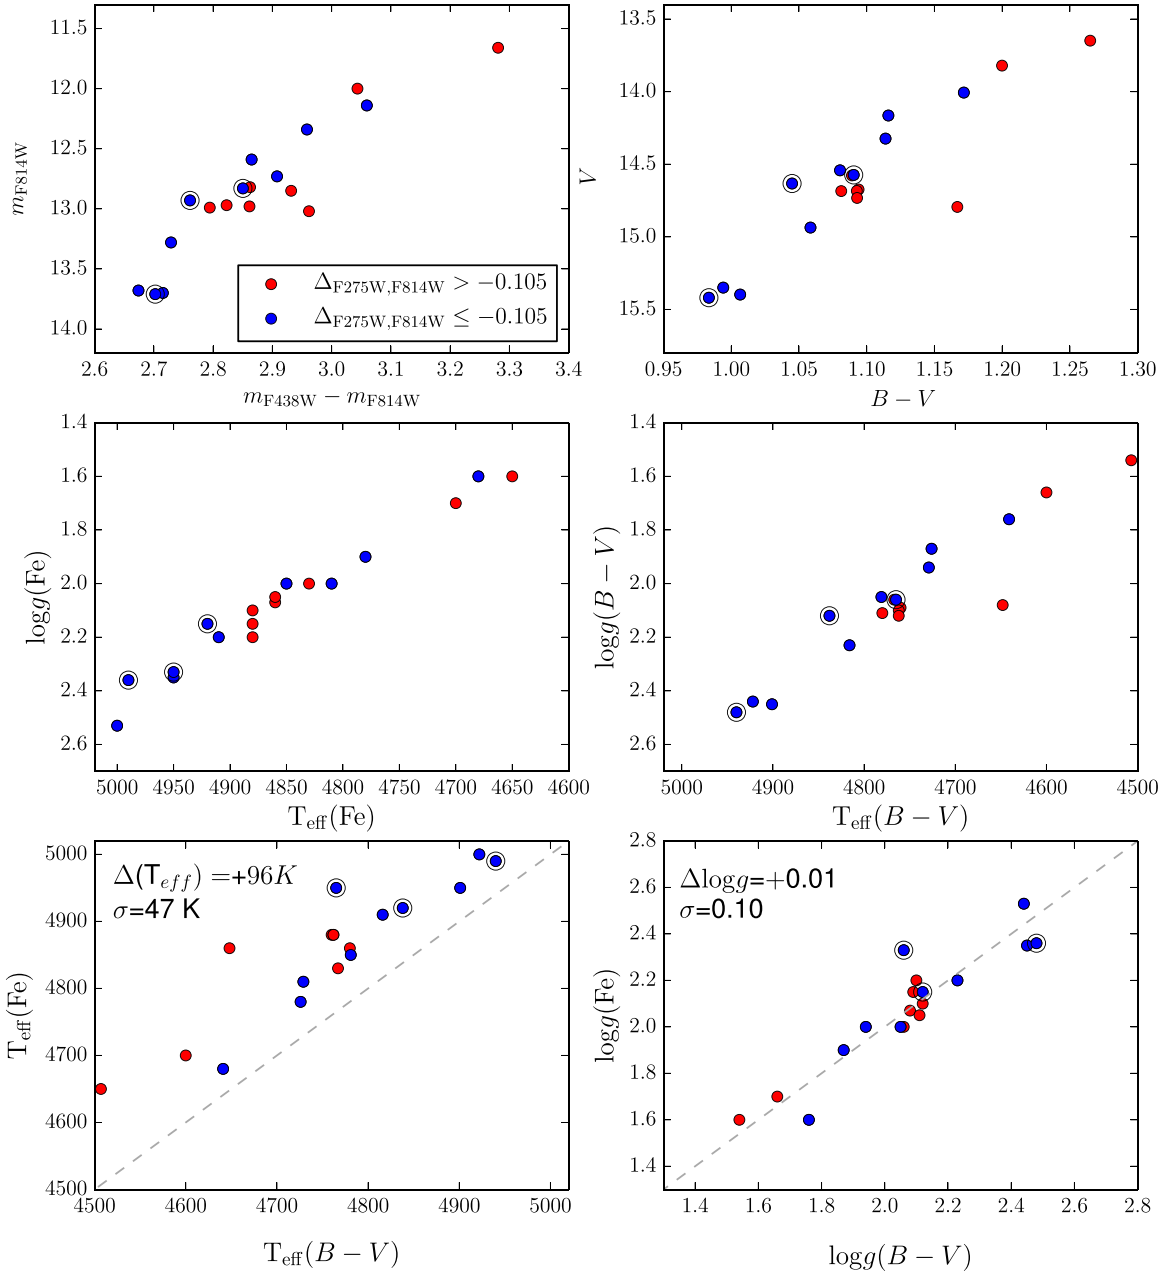 11.5
12.0
12.5
13.0
13.5
14.0
m_F814W
Δ_F275W,F814W > −0.105
Δ_F275W,F814W ≤ −0.105
2.6 2.7 2.8 2.9 3.0 3.1 3.2 3.3 3.4
m_F438W − m_F814W
13.5
14.0
14.5
15.0
15.5
V
0.95 1.00 1.05 1.10 1.15 1.20 1.25 1.30
B − V
1.4
1.6
1.8
2.0
2.2
2.4
2.6
logg(Fe)
5000 4950 4900 4850 4800 4750 4700 4650 4600
T_eff(Fe)
1.4
1.6
1.8
2.0
2.2
2.4
2.6
logg(B − V)
5000 4900 4800 4700 4600 4500
T_eff(B − V)
5000
4900
4800
4700
4600
4500
T_eff(Fe)
Δ(T_eff) =+96K
σ=47 K
4500 4600 4700 4800 4900 5000
T_eff(B − V)
2.8
2.6
2.4
2.2
2.0
1.8
1.6
1.4
logg(Fe)
Δlogg=+0.01
σ=0.10
1.4 1.6 1.8 2.0 2.2 2.4 2.6 2.8
logg(B − V)